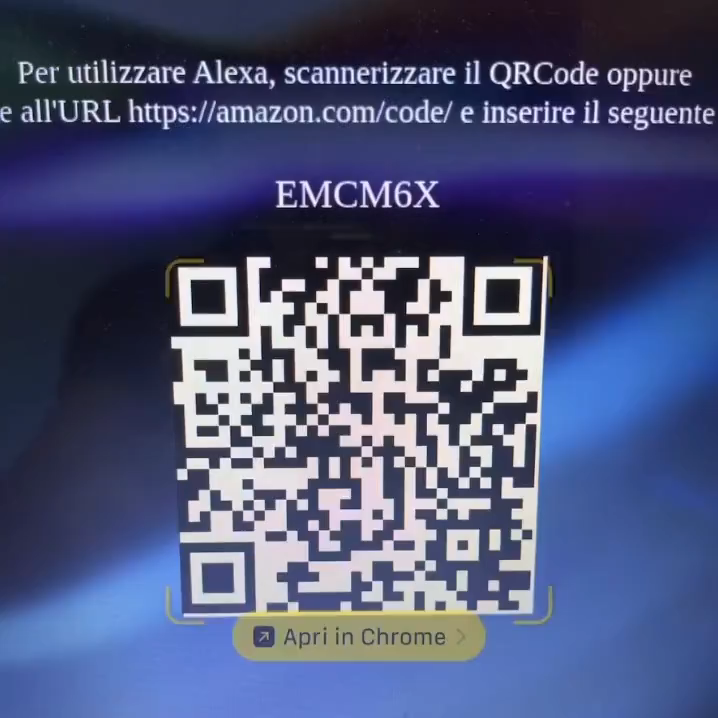 Per utilizzare Alexa, scannerizzare il QRCode oppure
e all'URL https://amazon.com/code/ e inserire il seguente
EMCM6X
Apri in Chrome